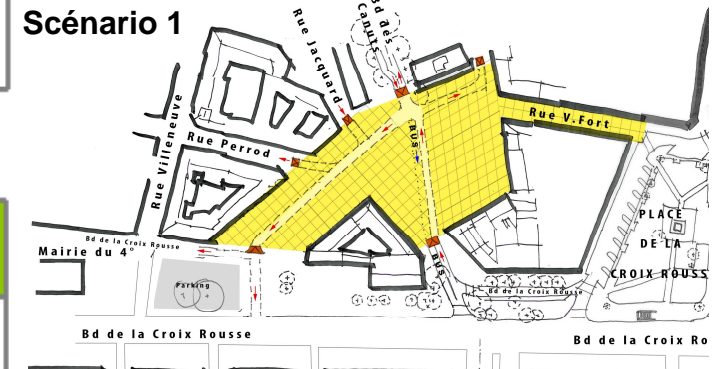 Scénario 1
Bd des
Canuts
Rue Jacquard
Rue V.Fort
Rue Villeneuve
Rue Perrod
BUS
PLACE
DE LA
CROIX ROUSS
Bd de la Croix Rousse
Mairie du 4°
BUS
Parking
Bd de la Croix Rousse
Bd de la Croix Rousse
Bd de la Croix Ro